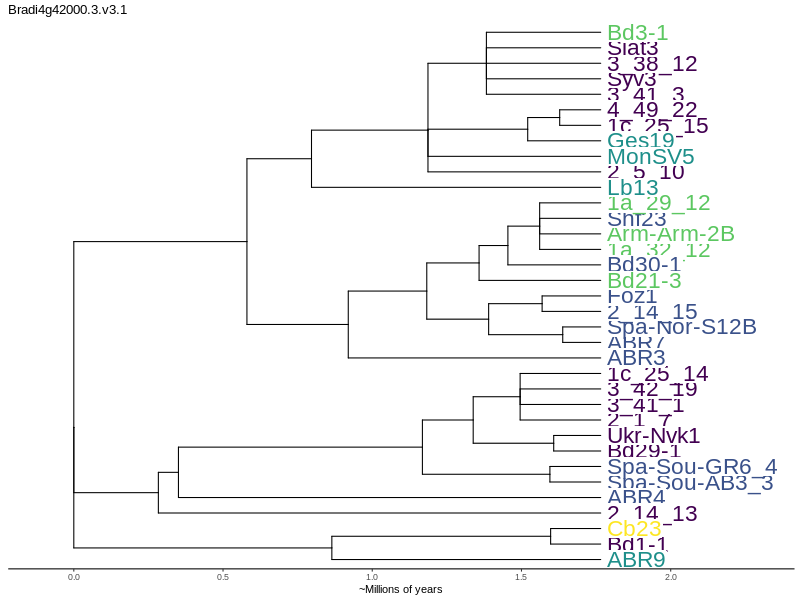 Bradi4g42000.3.v3.1
Bd3-1
Slat3
3_38_12
Syv3
3_41_3
4_49_22
1c_25_15
Ges19
MonSV5
2_5_10
Lb13
1a_29_12
Arm-Arm-2B
1a_32_12
Bd30-1
Bd21-3
Foz1
2_14_15
Spa-Nor-S12B
ABR7
ABR3
1c_25_14
3_42_19
3_41_1
2_1_7
Ukr-Nvk1
Bd29-1
Spa-Sou-GR6_4
Spa-Sou-AB3_3
ABR4
2_14_13
Cb23
Bd1-1
ABR9
0.0 0.5 1.0 1.5 2.0
~Millions of years